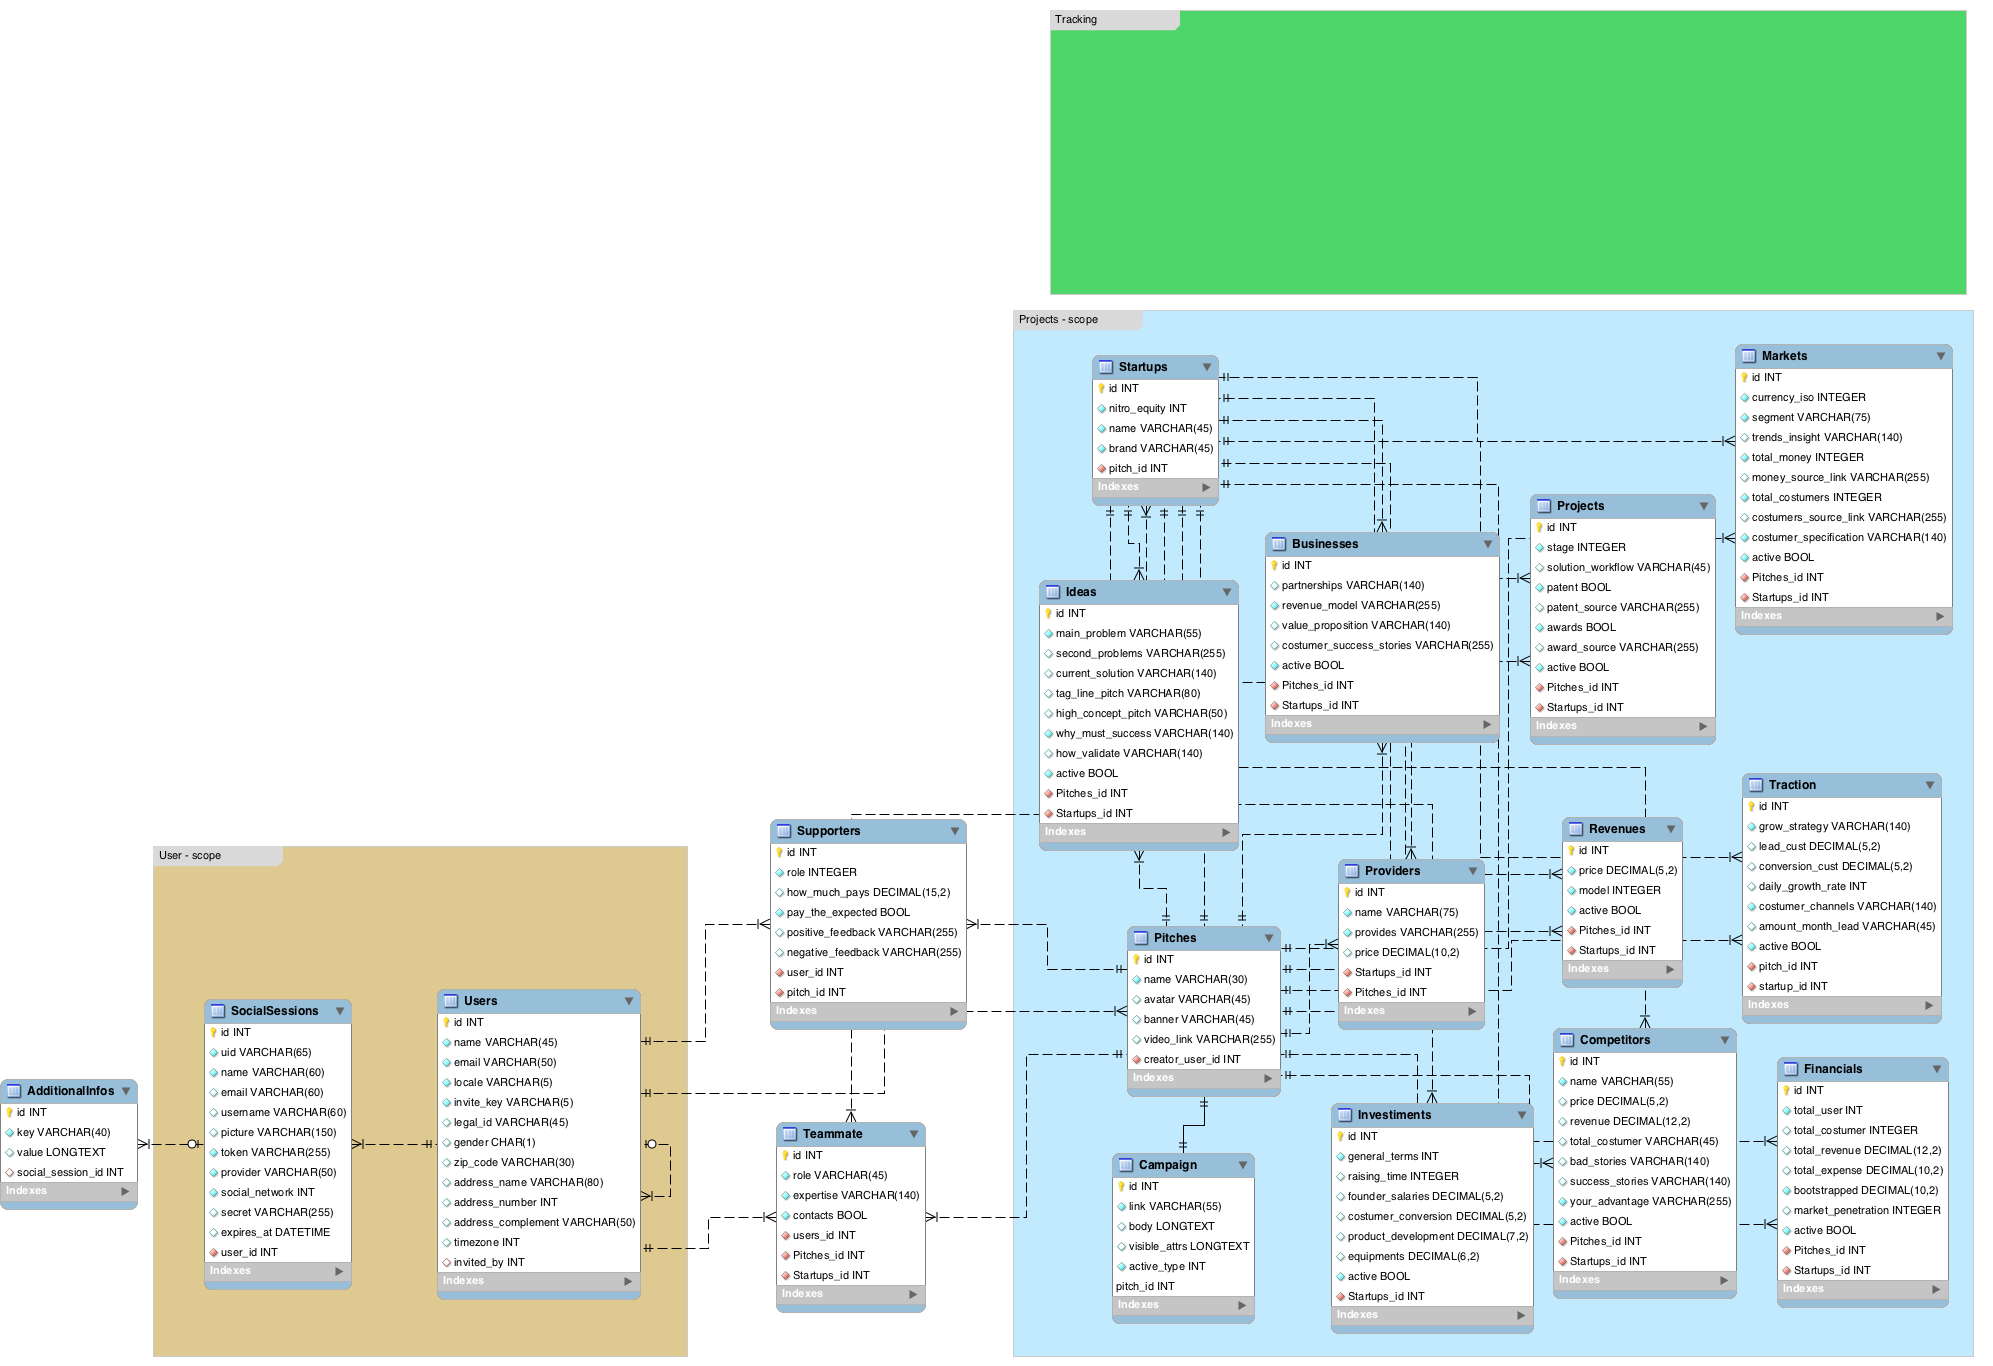 Tracking
Projects - scope
Startups
id INT
nitro_equity INT
name VARCHAR(45)
brand VARCHAR(45)
pitch_id INT
Indexes
Markets
id INT
currency_iso INTEGER
segment VARCHAR(75)
trends_insight VARCHAR(140)
total_money INTEGER
money_source_link VARCHAR(255)
total_costumers INTEGER
costumers_source_link VARCHAR(255)
costumer_specification VARCHAR(140)
active BOOL
Pitches_id INT
Startups_id INT
Indexes
Projects
id INT
stage INTEGER
solution_workflow VARCHAR(45)
patent BOOL
patent_source VARCHAR(255)
awards BOOL
award_source VARCHAR(255)
active BOOL
Pitches_id INT
Startups_id INT
Indexes
Businesses
id INT
partnerships VARCHAR(140)
revenue_model VARCHAR(255)
value_proposition VARCHAR(140)
costumer_success_stories VARCHAR(255)
active BOOL
Pitches_id INT
Startups_id INT
Indexes
Ideas
id INT
main_problem VARCHAR(55)
second_problems VARCHAR(255)
current_solution VARCHAR(140)
tag_line_pitch VARCHAR(80)
high_concept_pitch VARCHAR(50)
why_must_success VARCHAR(140)
how_validate VARCHAR(140)
active BOOL
Pitches_id INT
Startups_id INT
Indexes
Traction
id INT
grow_strategy VARCHAR(140)
lead_cust DECIMAL(5,2)
conversion_cust DECIMAL(5,2)
daily_growth_rate INT
costumer_channels VARCHAR(140)
amount_month_lead VARCHAR(45)
active BOOL
pitch_id INT
startup_id INT
Indexes
Revenues
id INT
price DECIMAL(5,2)
model INTEGER
active BOOL
Pitches_id INT
Startups_id INT
Indexes
Supporters
id INT
role INTEGER
how_much_pays DECIMAL(15,2)
pay_the_expected BOOL
positive_feedback VARCHAR(255)
negative_feedback VARCHAR(255)
user_id INT
pitch_id INT
Indexes
User - scope
Providers
id INT
name VARCHAR(75)
provides VARCHAR(255)
price DECIMAL(10,2)
Startups_id INT
Pitches_id INT
Indexes
Pitches
id INT
name VARCHAR(30)
avatar VARCHAR(45)
banner VARCHAR(45)
video_link VARCHAR(255)
creator_user_id INT
Indexes
Users
id INT
name VARCHAR(45)
email VARCHAR(50)
locale VARCHAR(5)
invite_key VARCHAR(5)
legal_id VARCHAR(45)
gender CHAR(1)
zip_code VARCHAR(30)
address_name VARCHAR(80)
address_number INT
address_complement VARCHAR(50)
timezone INT
invited_by INT
Indexes
SocialSessions
id INT
uid VARCHAR(65)
name VARCHAR(60)
email VARCHAR(60)
username VARCHAR(60)
picture VARCHAR(150)
token VARCHAR(255)
provider VARCHAR(50)
social_network INT
secret VARCHAR(255)
expires_at DATETIME
user_id INT
Indexes
AdditionalInfos
id INT
key VARCHAR(40)
value LONGTEXT
social_session_id INT
Indexes
Teammate
id INT
role VARCHAR(45)
expertise VARCHAR(140)
contacts BOOL
users_id INT
Pitches_id INT
Startups_id INT
Indexes
Campaign
id INT
link VARCHAR(55)
body LONGTEXT
visible_attrs LONGTEXT
active_type INT
pitch_id INT
Indexes
Investiments
id INT
general_terms INT
raising_time INTEGER
founder_salaries DECIMAL(5,2)
costumer_conversion DECIMAL(5,2)
product_development DECIMAL(7,2)
equipments DECIMAL(6,2)
active BOOL
Startups_id INT
Indexes
Competitors
id INT
name VARCHAR(55)
price DECIMAL(5,2)
revenue DECIMAL(12,2)
total_costumer VARCHAR(45)
bad_stories VARCHAR(140)
success_stories VARCHAR(140)
your_advantage VARCHAR(255)
active BOOL
Pitches_id INT
Startups_id INT
Indexes
Financials
id INT
total_user INT
total_costumer INTEGER
total_revenue DECIMAL(12,2)
total_expense DECIMAL(10,2)
bootstrapped DECIMAL(10,2)
market_penetration INTEGER
active BOOL
Pitches_id INT
Startups_id INT
Indexes